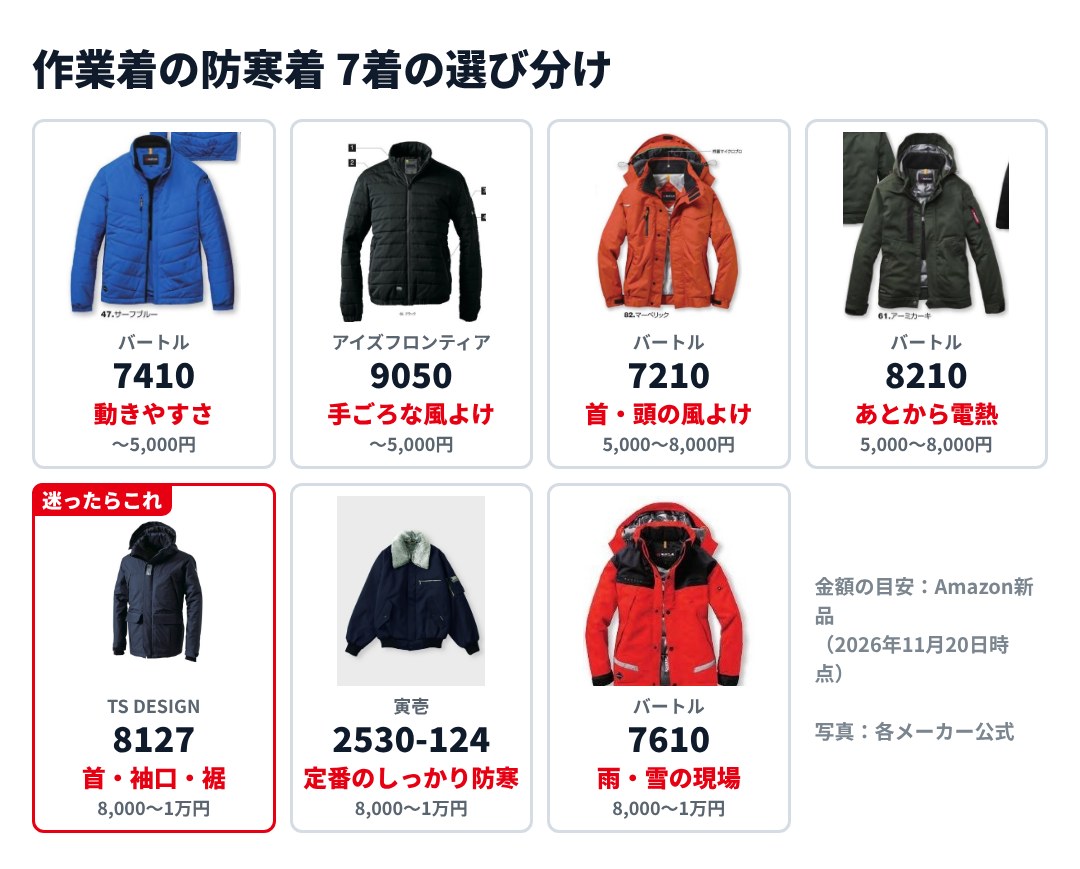 作業着の防寒着 7着の選び分け
47.サーフブルー
バートル
7410
動きやすさ
～5,000円
1
2
アイズフロンティア
9050
手ごろな風よけ
～5,000円
82.マーベリック
バートル
7210
首・頭の風よけ
5,000～8,000円
61.アーミカーキ
バートル
8210
あとから電熱
5,000～8,000円
迷ったらこれ
TS DESIGN
8127
首・袖口・裾
8,000～1万円
寅壱
2530-124
定番のしっかり防寒
8,000～1万円
バートル
7610
雨・雪の現場
8,000～1万円
金額の目安：Amazon新
品
（2026年11月20日時
点）
写真：各メーカー公式